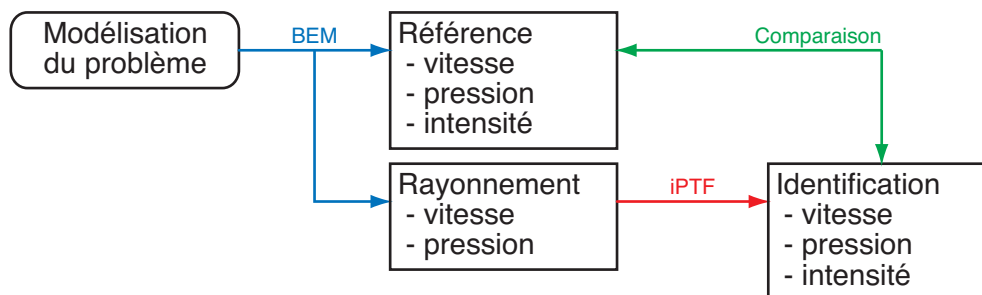 Modélisation
du problème
BEM
Référence
- vitesse
- pression
- intensité
Comparaison
Rayonnement
- vitesse
- pression
iPTF
Identification
- vitesse
- pression
- intensité